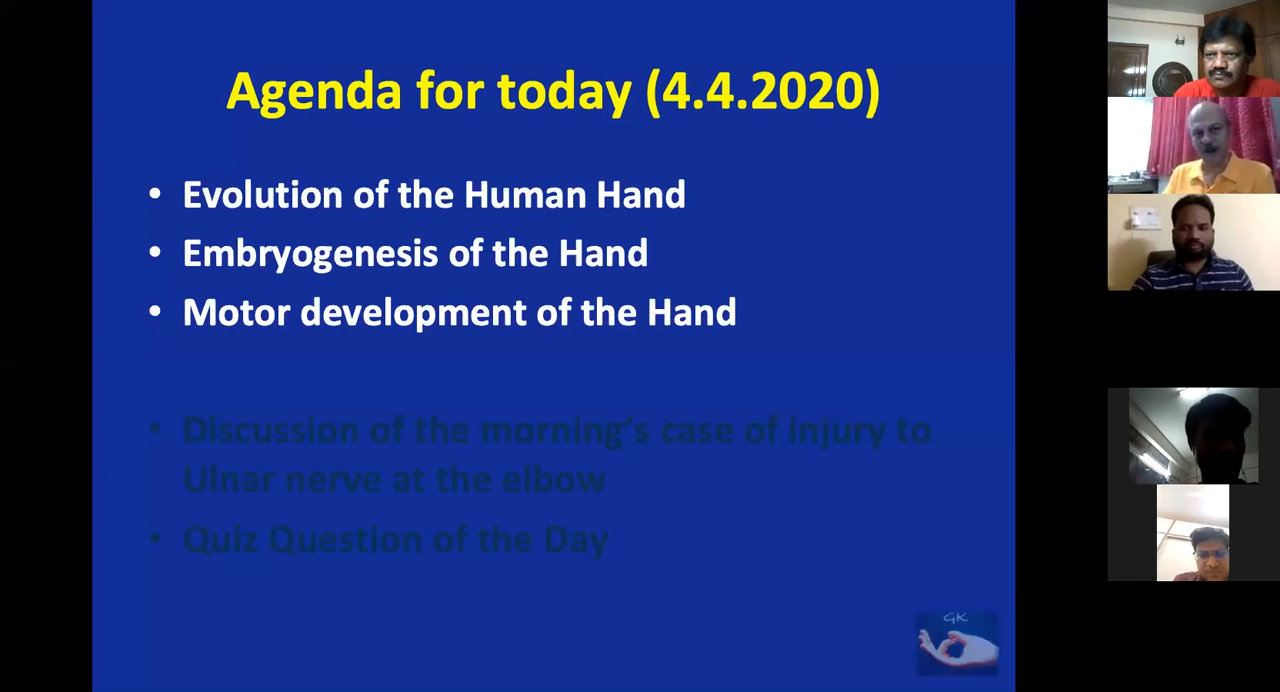 Agenda for today (4.4.2020)
• Evolution of the Human Hand
• Embryogenesis of the Hand
• Motor development of the Hand
• Discussion of the morning's case of injury to
Ulnar nerve at the elbow
• Quiz Question of the Day
GK